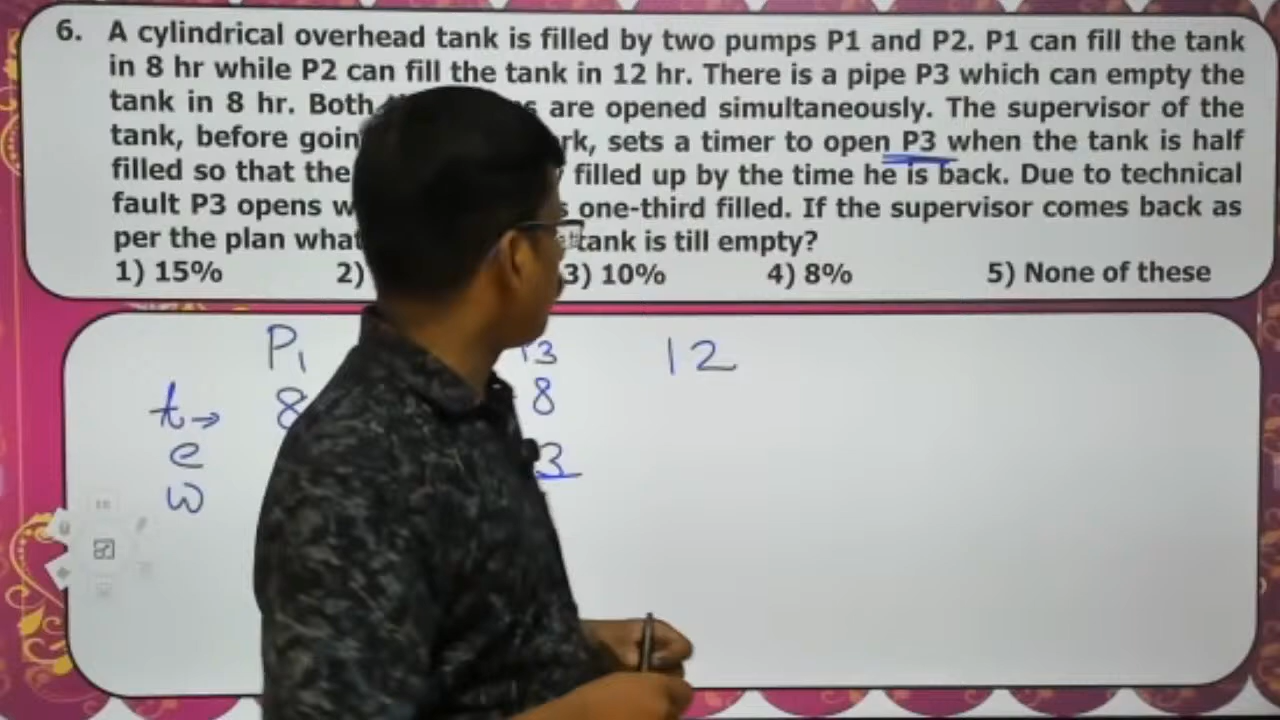 6. A cylindrical overhead tank is filled by two pumps P1 and P2. P1 can fill the tank
in 8 hr while P2 can fill the tank in 12 hr. There is a pipe P3 which can empty the
tank in 8 hr. Both are opened simultaneously. The supervisor of the
tank, before sets a timer to open P3 when the tank is half
filled so that the filled up by the time he is back. Due to technical
fault P3 opens one-third filled. If the supervisor comes back as
per the plan what tank is till empty?
1) 15% 2) 3) 10% 4) 8% 5) None of these
P1 3 12
t→ 8 8
e 3
w